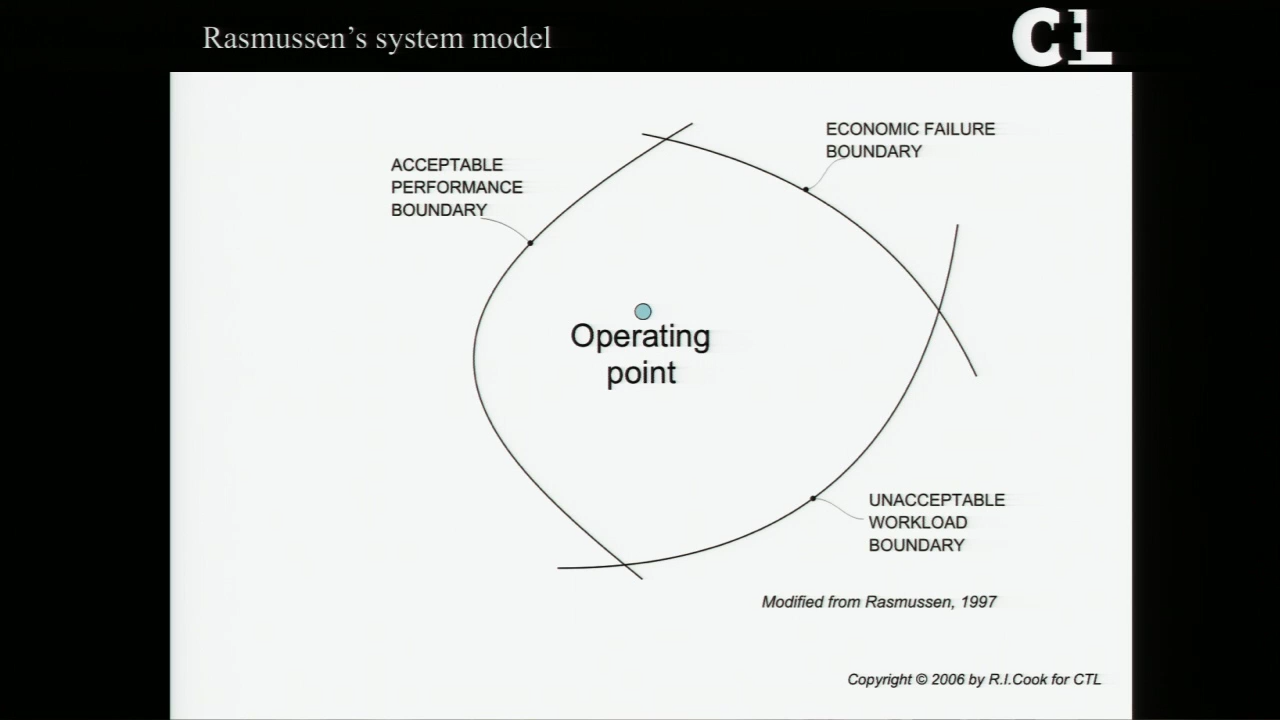 Rasmussen's system model
CtL
ECONOMIC FAILURE
BOUNDARY
ACCEPTABLE
PERFORMANCE
BOUNDARY
Operating
point
UNACCEPTABLE
WORKLOAD
BOUNDARY
Modified from Rasmussen, 1997
Copyright © 2006 by R.I.Cook for CTL